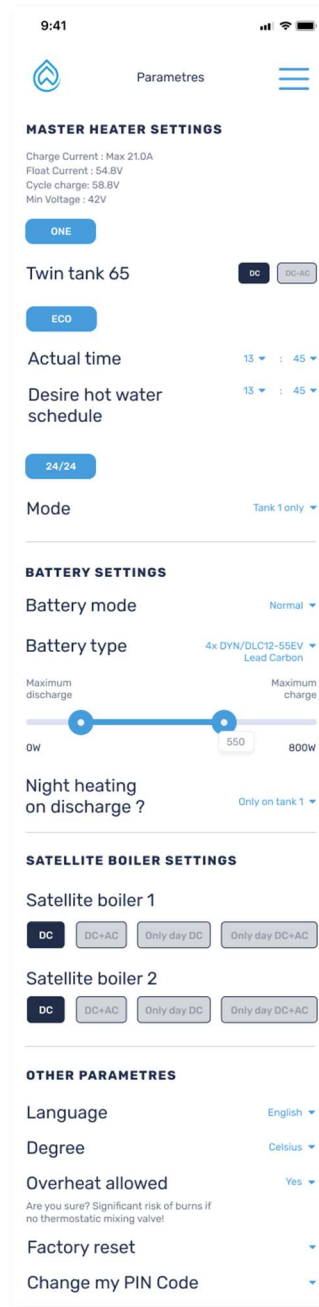 9:41
Parametres
MASTER HEATER SETTINGS
Charge Current : Max 21.0A
Float Current : 54.8V
Cycle charge: 58.8V
Min Voltage : 42V
ONE
Twin tank 65 DC DC-AC
ECO
Actual time 13 : 45
Desire hot water 13 : 45
schedule
24/24
Mode Tank 1 only
BATTERY SETTINGS
Battery mode Normal
Battery type 4x DYN/DLC12-55EV
Lead Carbon
Maximum Maximum
discharge charge
550
0W 800W
Night heating
on discharge ? Only on tank 1
SATELLITE BOILER SETTINGS
Satellite boiler 1
DC DC+AC Only day DC Only day DC+AC
Satellite boiler 2
DC DC+AC Only day DC Only day DC+AC
OTHER PARAMETRES
Language English
Degree Celsius
Overheat allowed Yes
Are you sure? Significant risk of burns if
no thermostatic mixing valve!
Factory reset
Change my PIN Code